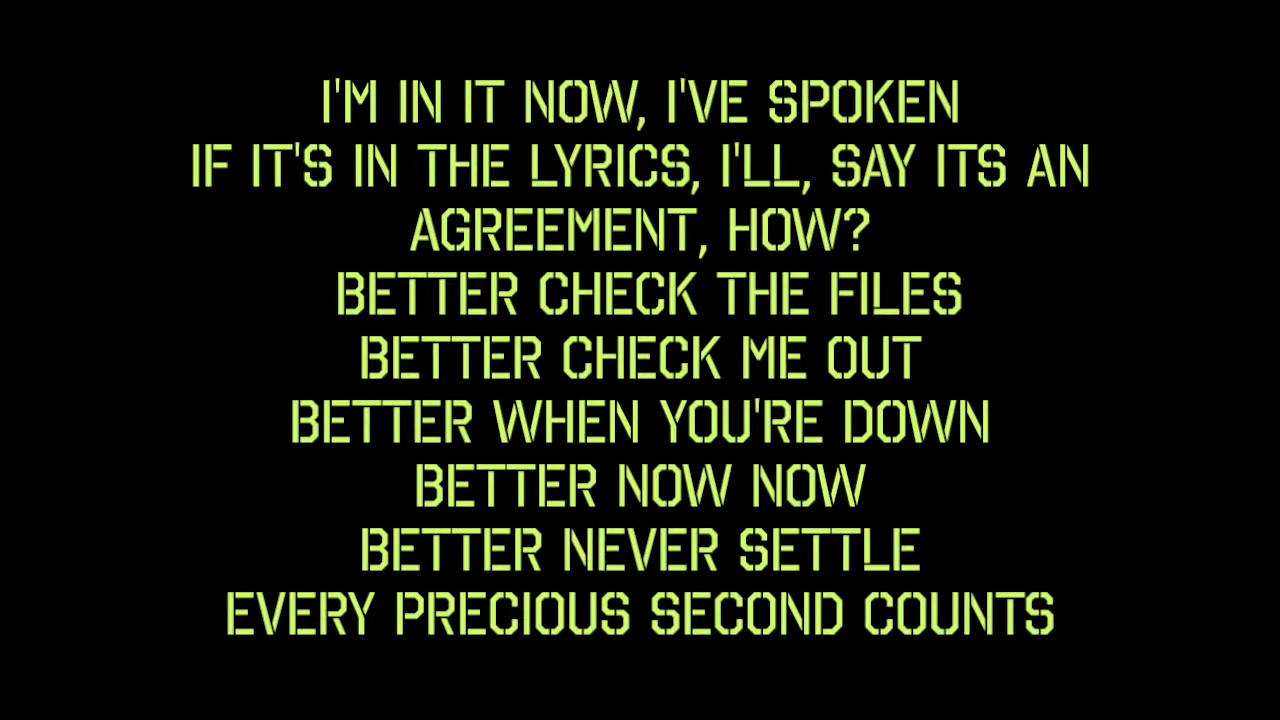 I'M IN IT NOW, I'VE SPOKEN
IF IT'S IN THE LYRICS, I'LL, SAY ITS AN
AGREEMENT, HOW?
BETTER CHECK THE FILES
BETTER CHECK ME OUT
BETTER WHEN YOU'RE DOWN
BETTER NOW NOW
BETTER NEVER SETTLE
EVERY PRECIOUS SECOND COUNTS